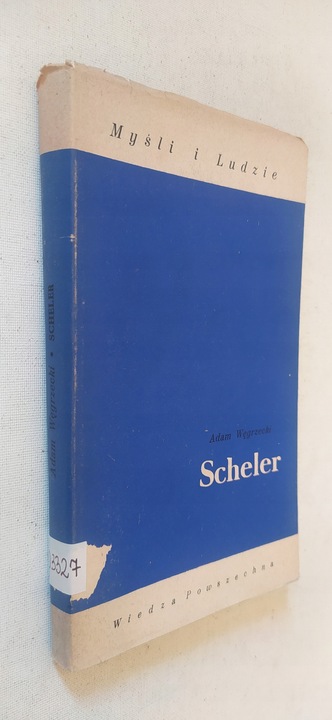 Myśli i Ludzie
Adam Węgrzecki
Scheler
Wiedza Powszechna
Adam Węgrzecki • SCHELER
3327